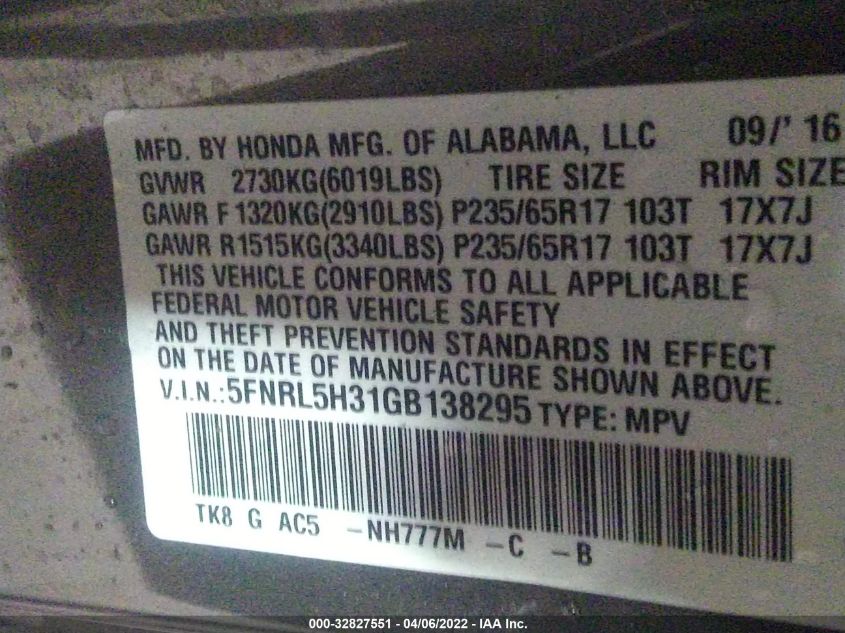 MFD. BY HONDA MFG. OF ALABAMA, LLC 09/' 16
GVWR 2730KG(6019LBS) TIRE SIZE RIM SIZE
GAWR F 1320KG(2910LBS) P235/65R17 103T 17X7J
GAWR R1515KG(3340LBS) P235/65R17 103T 17X7J
THIS VEHICLE CONFORMS TO ALL APPLICABLE
FEDERAL MOTOR VEHICLE SAFETY
AND THEFT PREVENTION STANDARDS IN EFFECT
ON THE DATE OF MANUFACTURE SHOWN ABOVE.
V.I.N.:5FNRL5H31GB138295 TYPE: MPV
TK8 G AC5 -NH777M -C -B
000-32827551 - 04/06/2022 - IAA Inc.